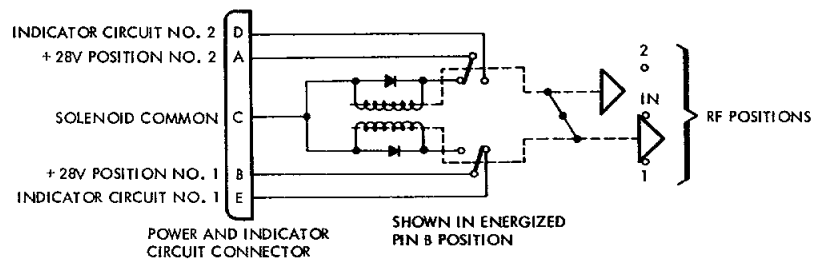 INDICATOR CIRCUIT NO. 2 D
+28V POSITION NO. 2 A
SOLENOID COMMON C
+28V POSITION NO. 1 B
INDICATOR CIRCUIT NO. 1 E
POWER AND INDICATOR
CIRCUIT CONNECTOR
SHOWN IN ENERGIZED
PIN B POSITION
2
IN
1
RF POSITIONS